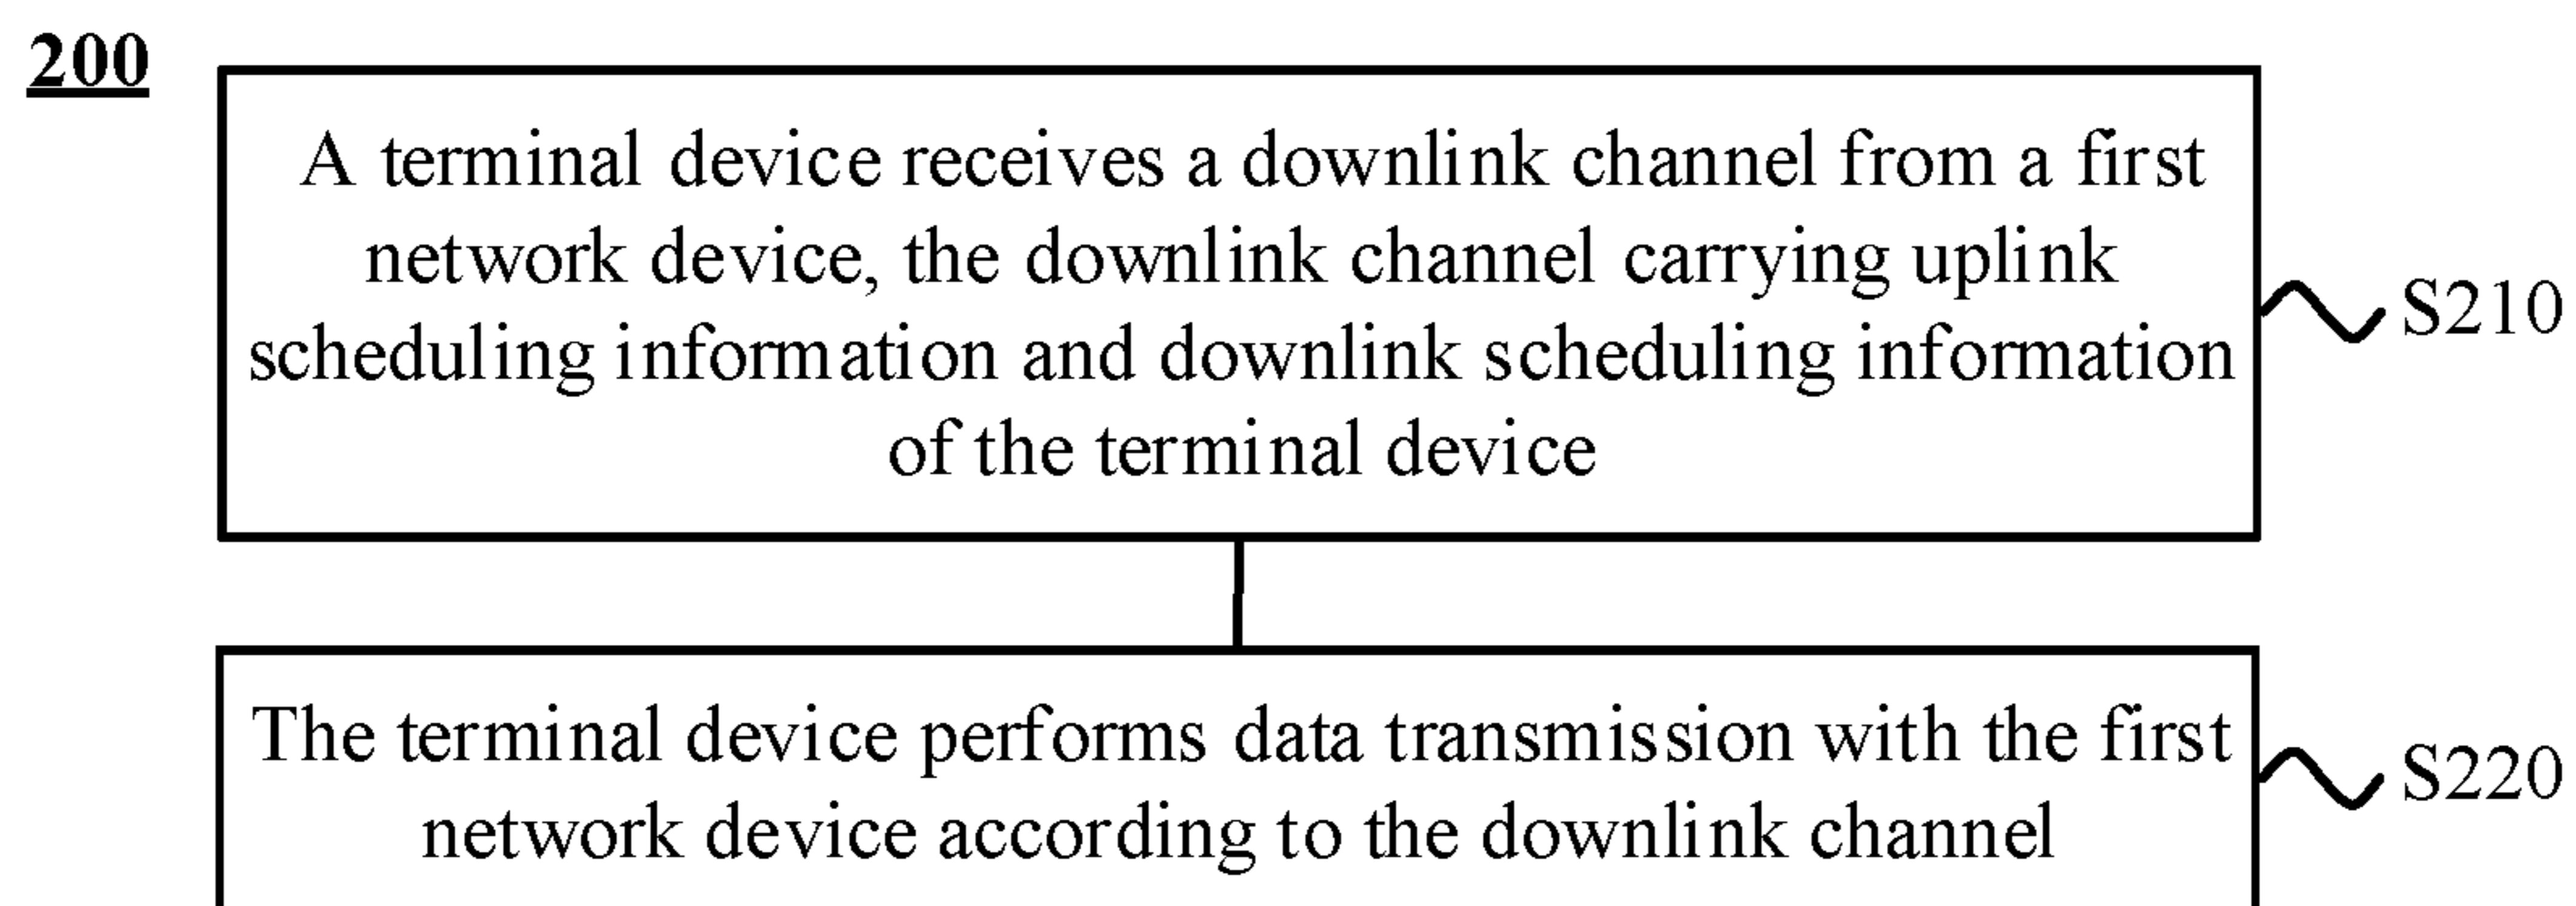 200
A terminal device receives a downlink channel from a first
network device, the downlink channel carrying uplink
scheduling information and downlink scheduling information
of the terminal device
S210
The terminal device performs data transmission with the first
network device according to the downlink channel
S220